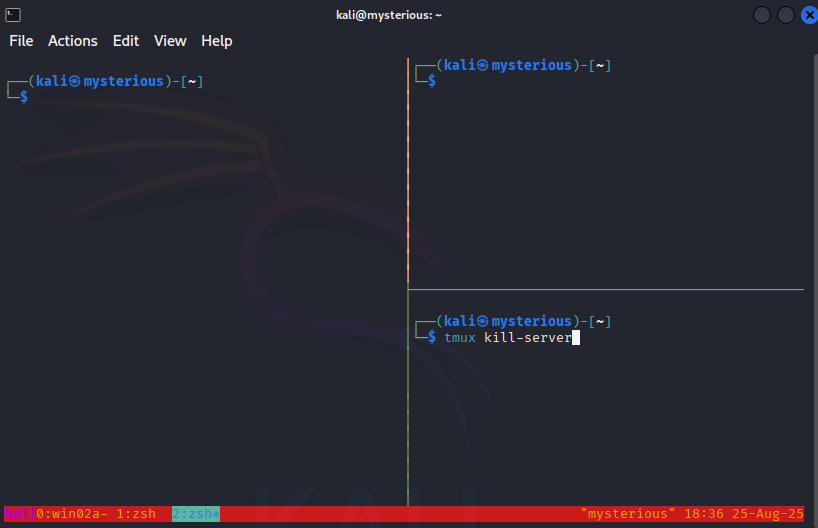 kali@mysterious: ~
File Actions Edit View Help
┌──(kali㉿mysterious)-[~]
└─$
┌──(kali㉿mysterious)-[~]
└─$
┌──(kali㉿mysterious)-[~]
└─$ tmux kill-server
kali0:win02a- 1:zsh 2:zsh* "mysterious" 18:36 25-Aug-25
KALI